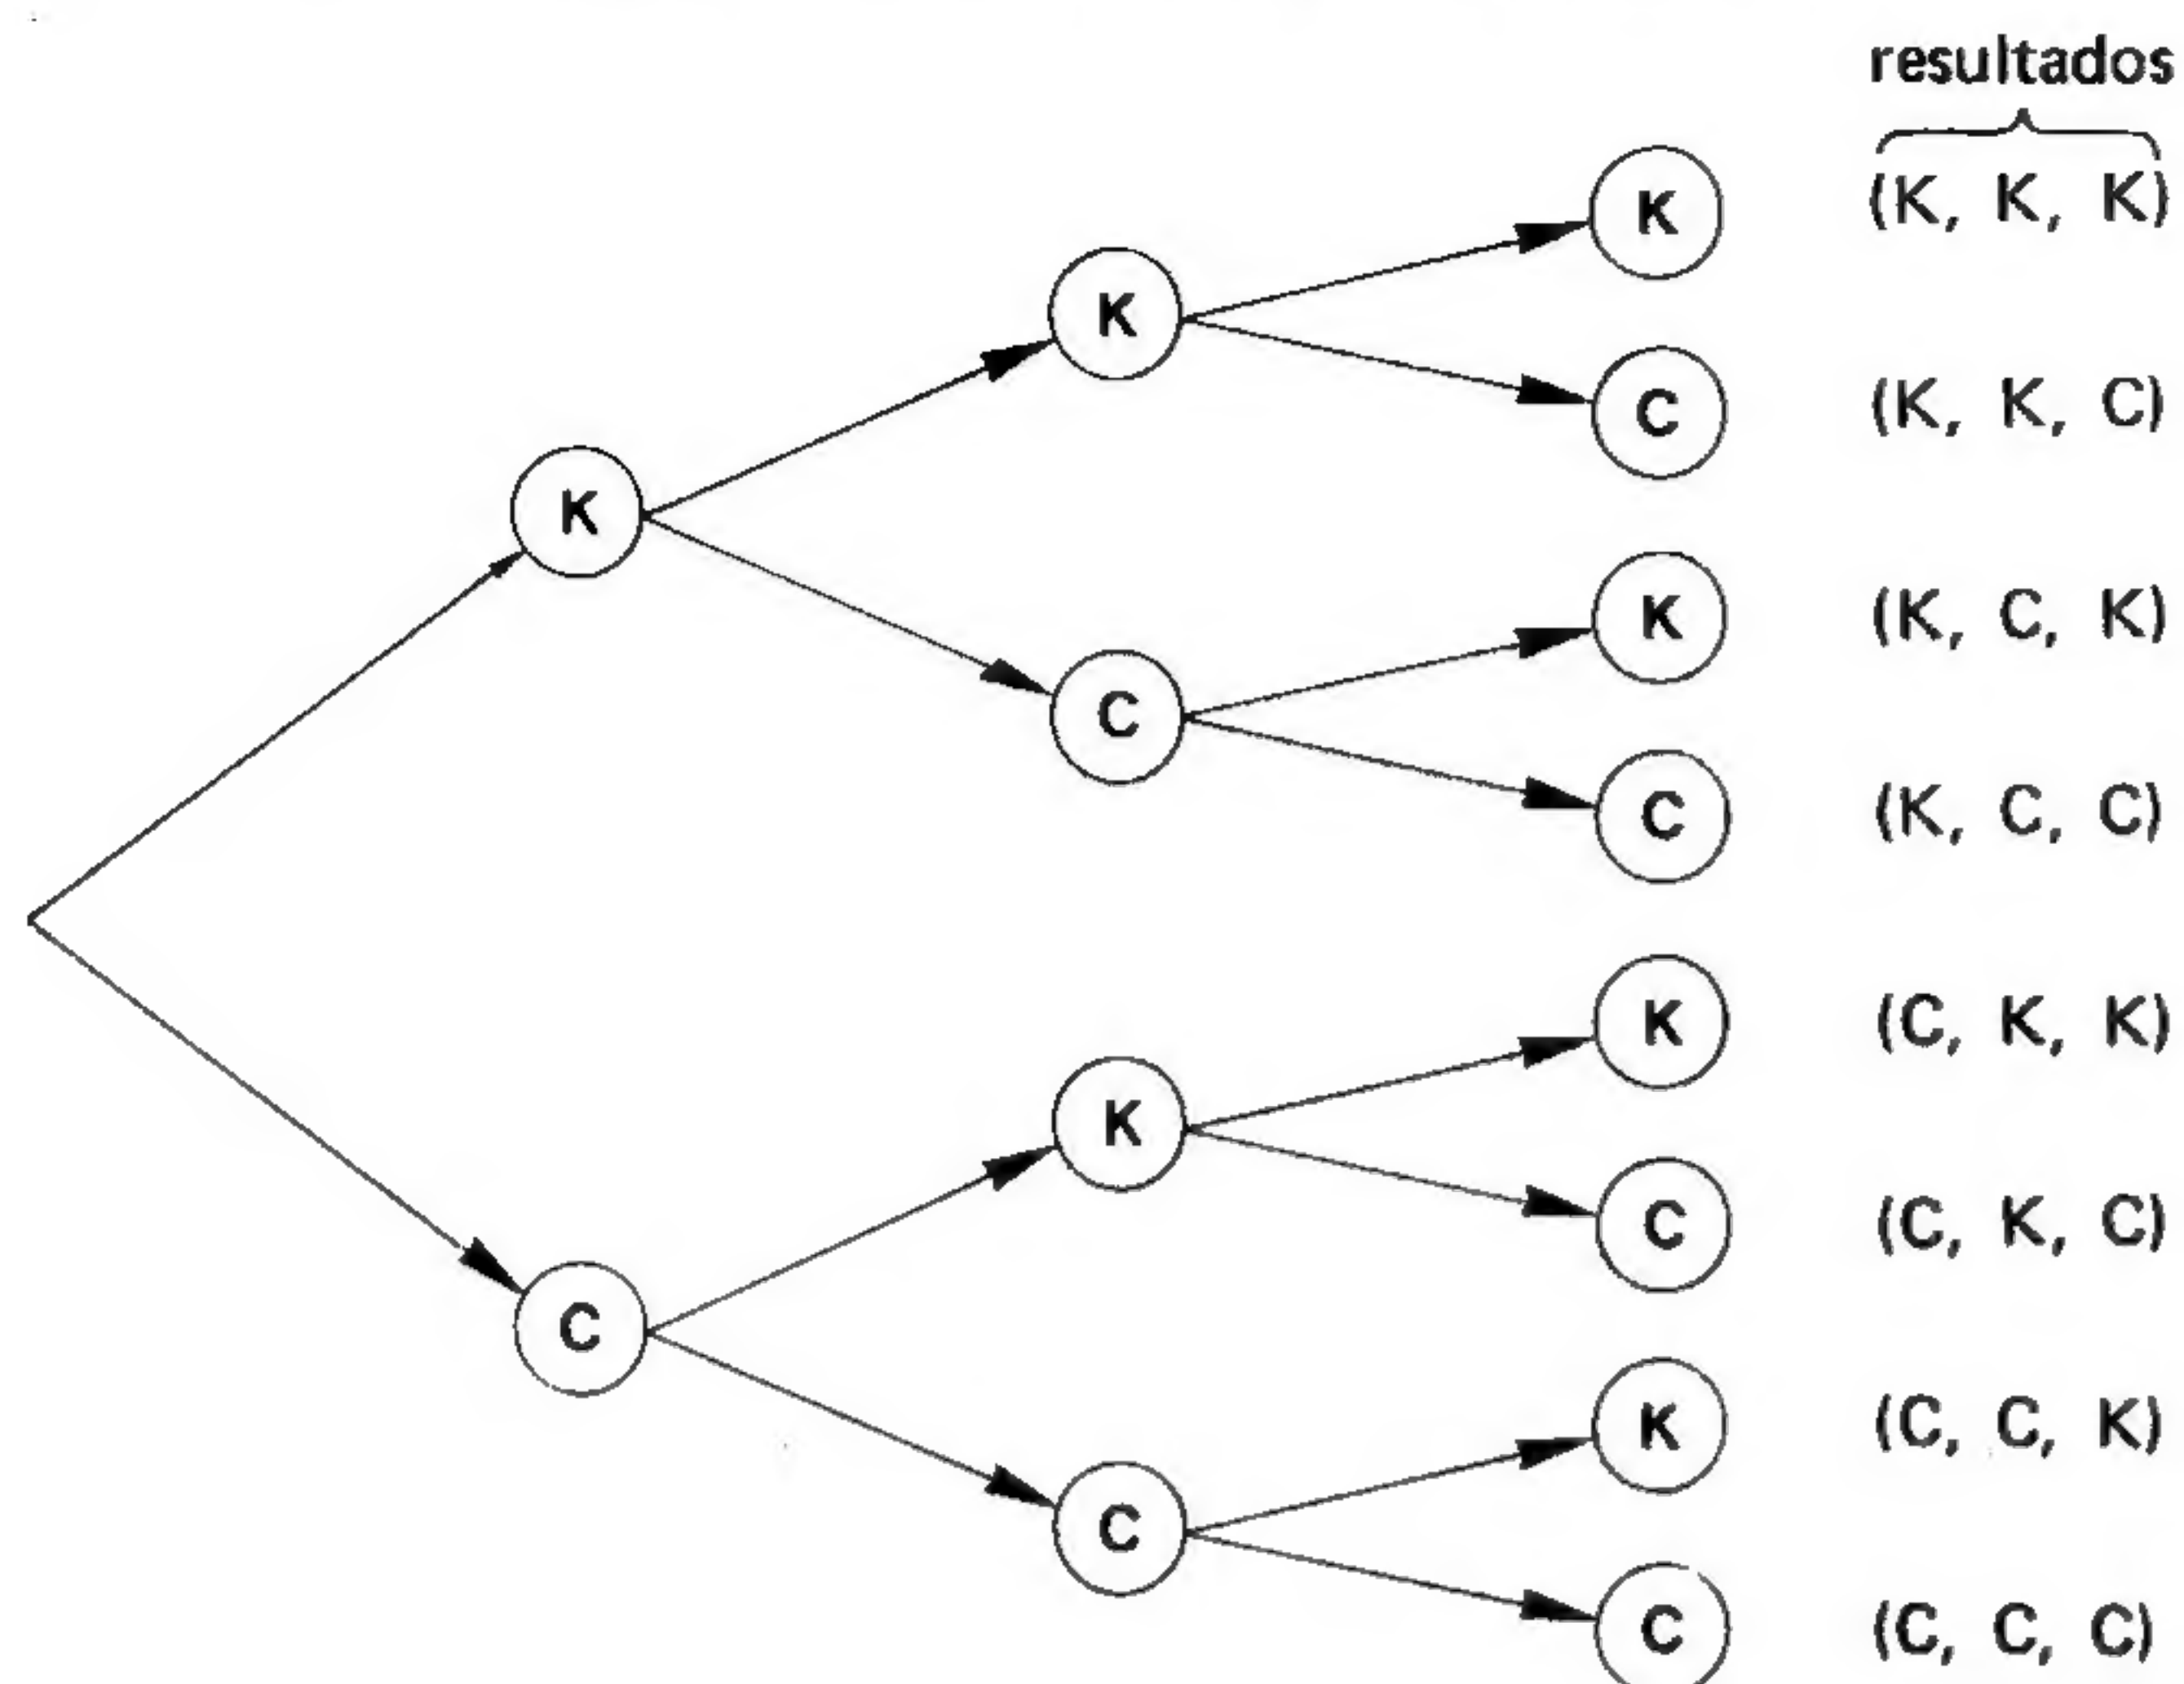 resultados
K (K, K, K)
K
C (K, K, C)
K
K (K, C, K)
C
C (K, C, C)
K (C, K, K)
K
C (C, K, C)
C
K (C, C, K)
C
C (C, C, C)